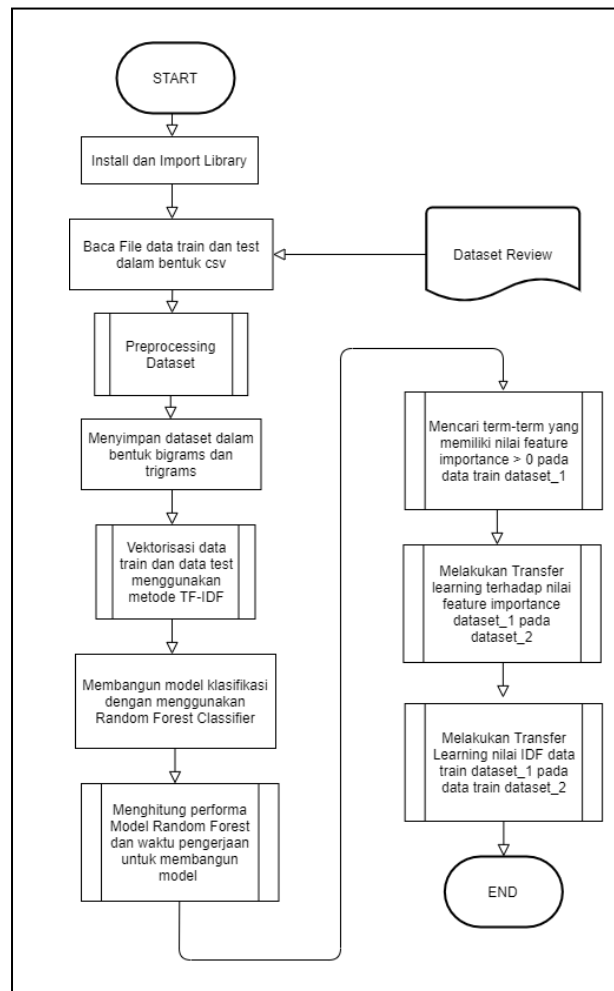 START
Install dan Import Library
Baca File data train dan test
dalam bentuk csv
Dataset Review
Preprocessing
Dataset
Menyimpan dataset dalam
bentuk bigrams dan
trigrams
Vektorisasi data
train dan data test
menggunakan
metode TF-IDF
Membangun model klasifikasi
dengan menggunakan
Random Forest Classifier
Menghitung performa
Model Random Forest
dan waktu pengerjaan
untuk membangun
model
Mencari term-term yang
memiliki nilai feature
importance > 0 pada
data train dataset_1
Melakukan Transfer
learning terhadap nilai
feature importance
dataset_1 pada
dataset_2
Melakukan Transfer
Learning nilai IDF data
train dataset_1 pada
data train dataset_2
END